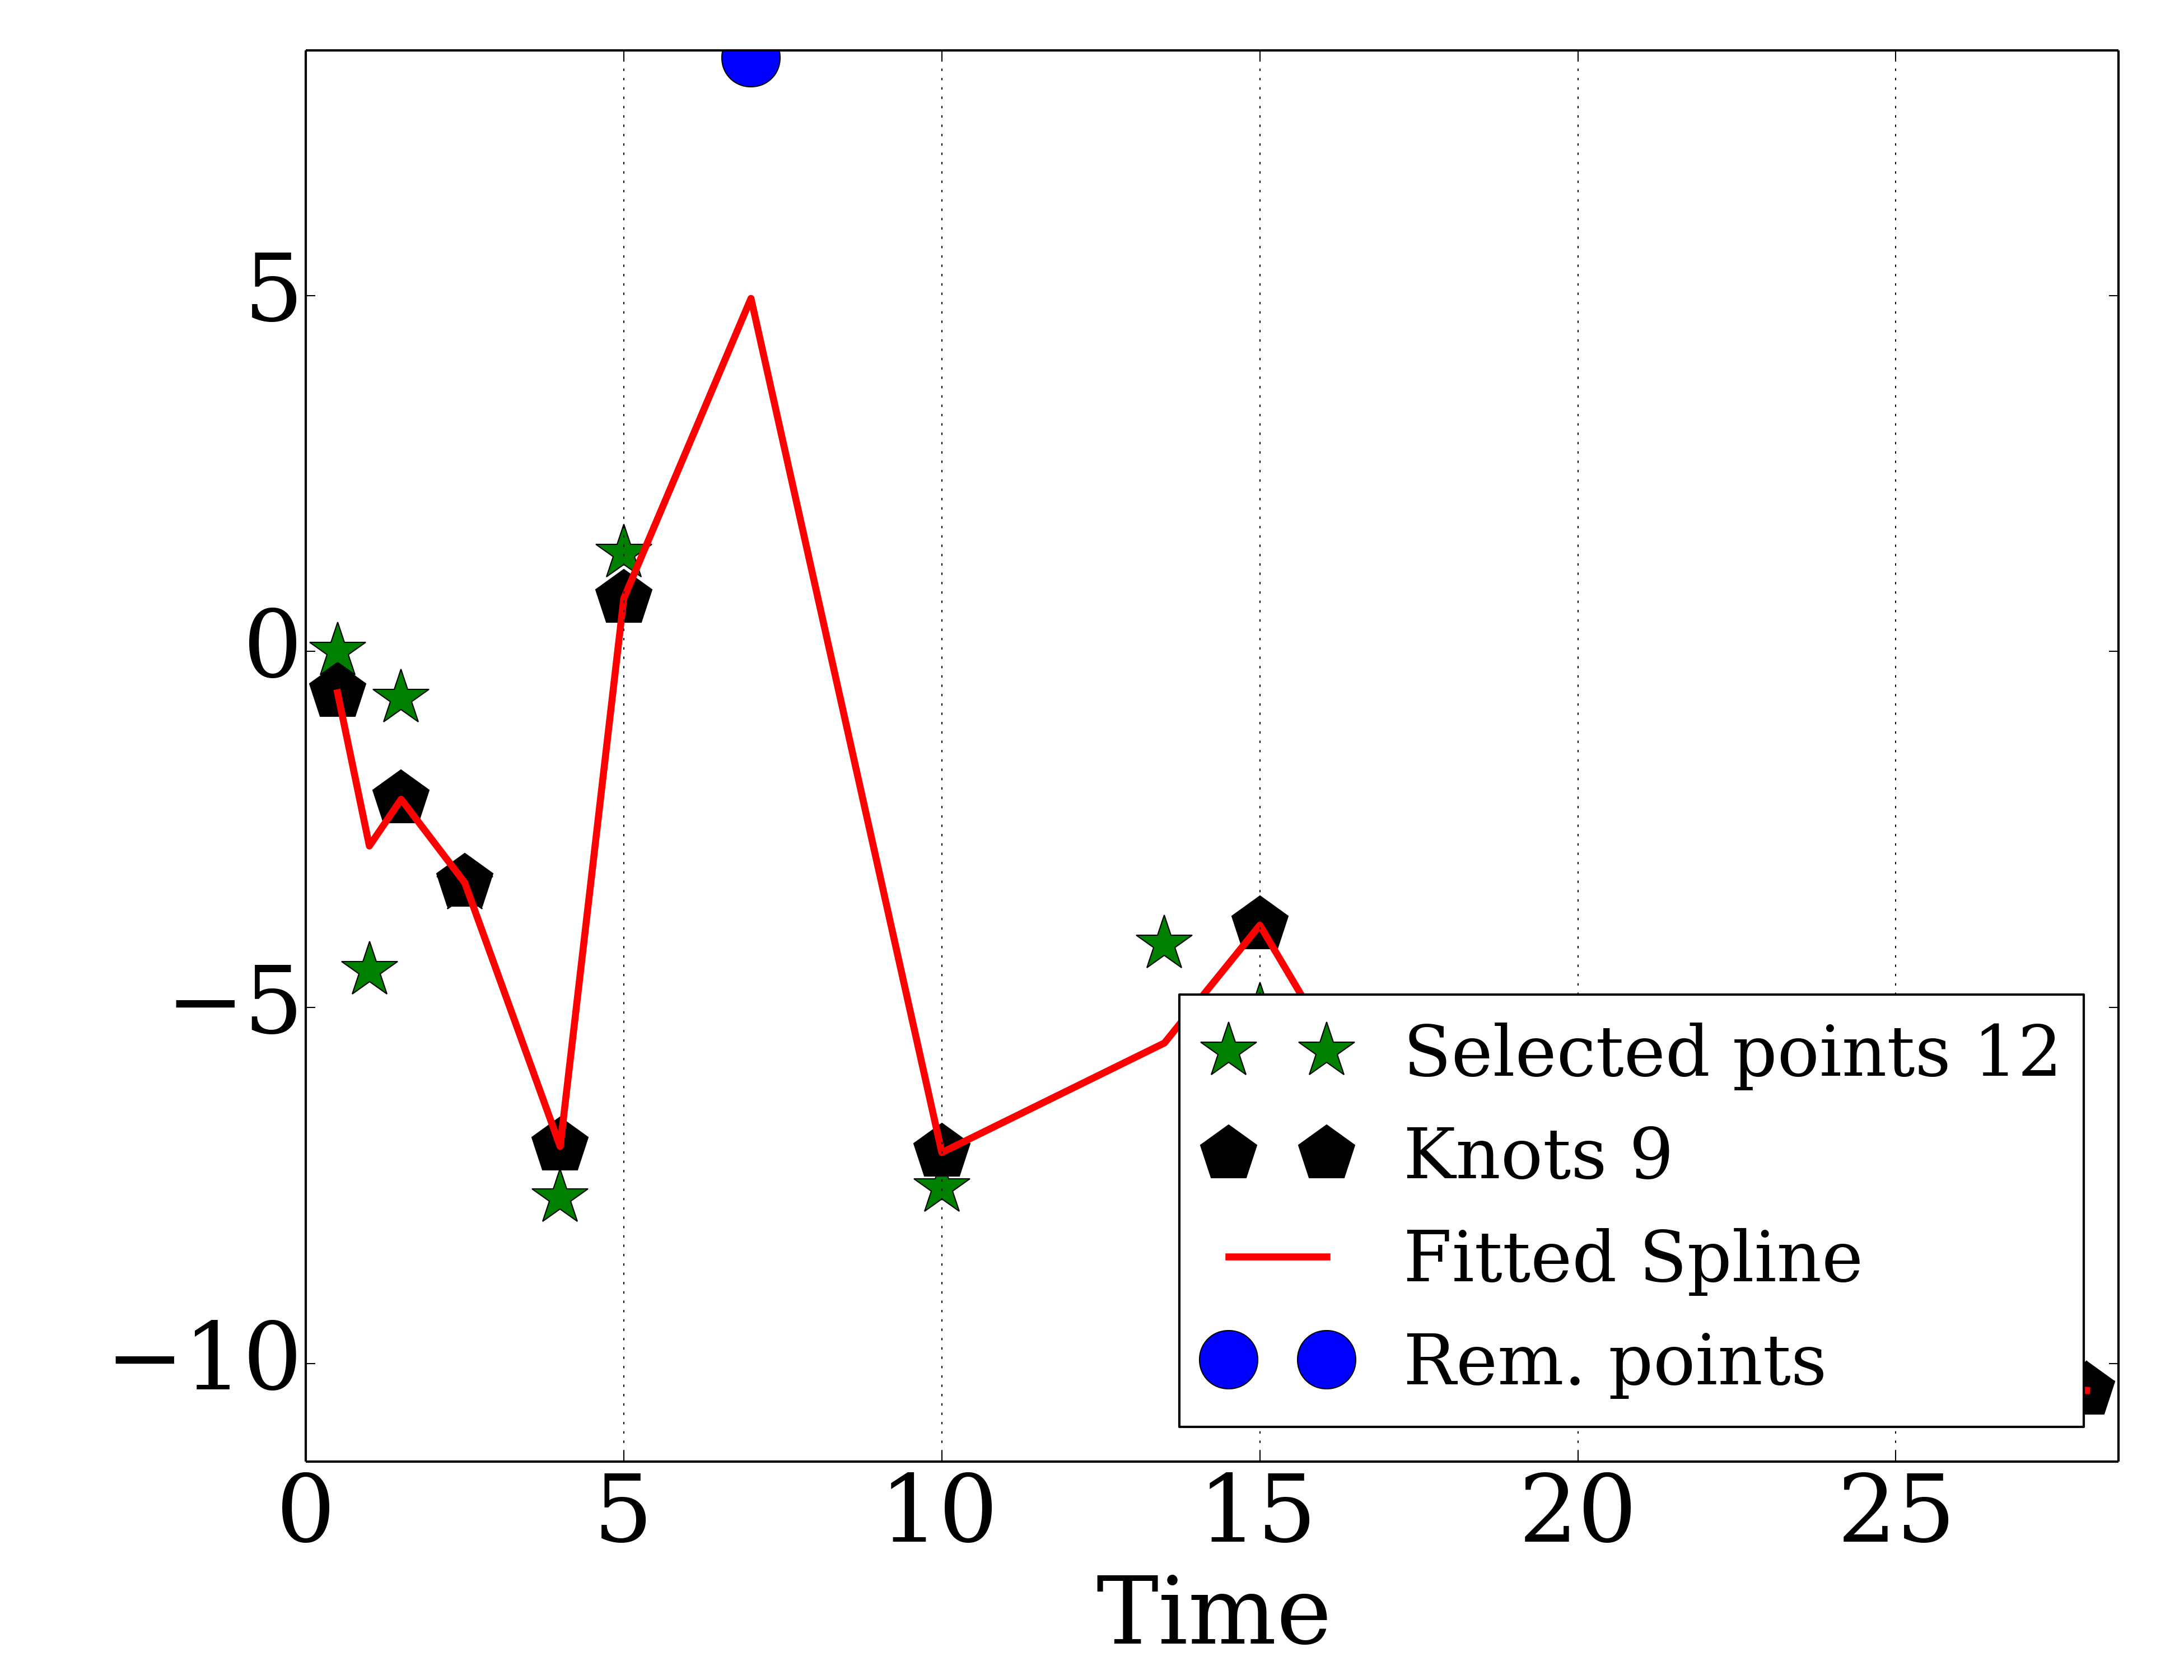 5
0
−5
−10
Selected points 12
Knots 9
Fitted Spline
Rem. points
0 5 10 15 20 25
Time